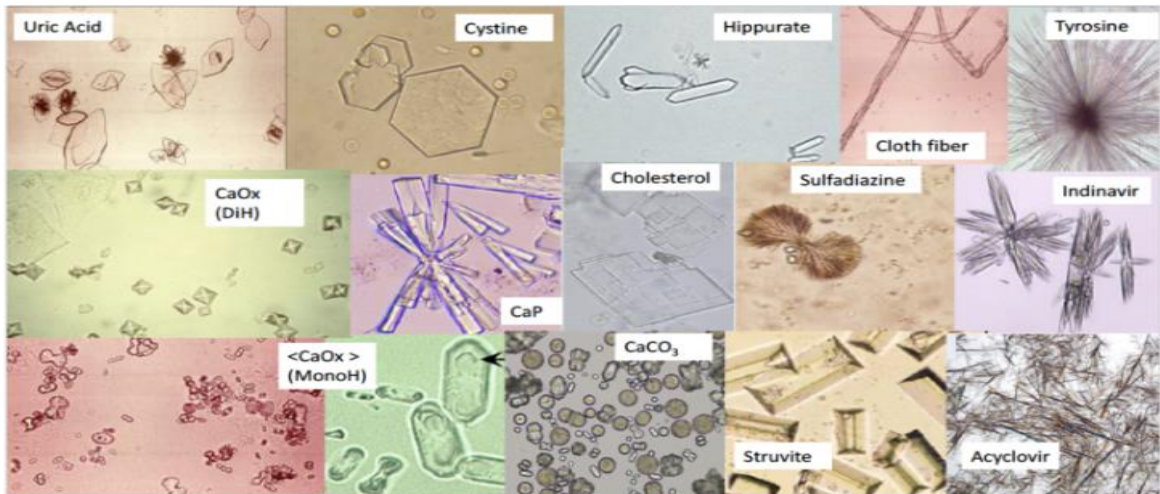 Uric Acid
Cystine
Hippurate
Cloth fiber
Tyrosine
CaOx
(DiH)
CaP
Cholesterol
Sulfadiazine
Indinavir
<CaOx >
(MonoH)
CaCO₃
Struvite
Acyclovir